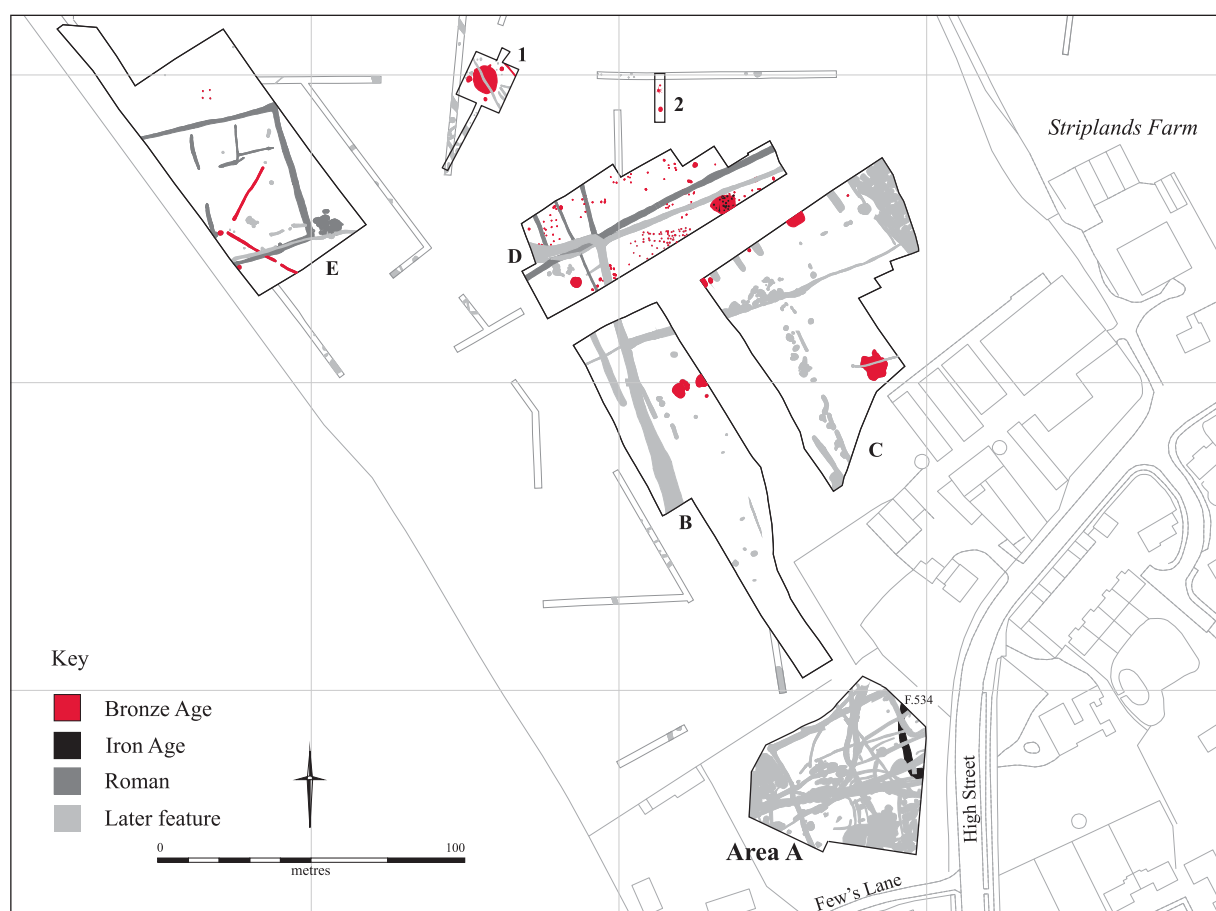 1
2
Striplands Farm
D
E
C
B
Key
F.534
Bronze Age
Iron Age
Roman
Later feature
High Street
0 100
metres
Area A
Few's Lane